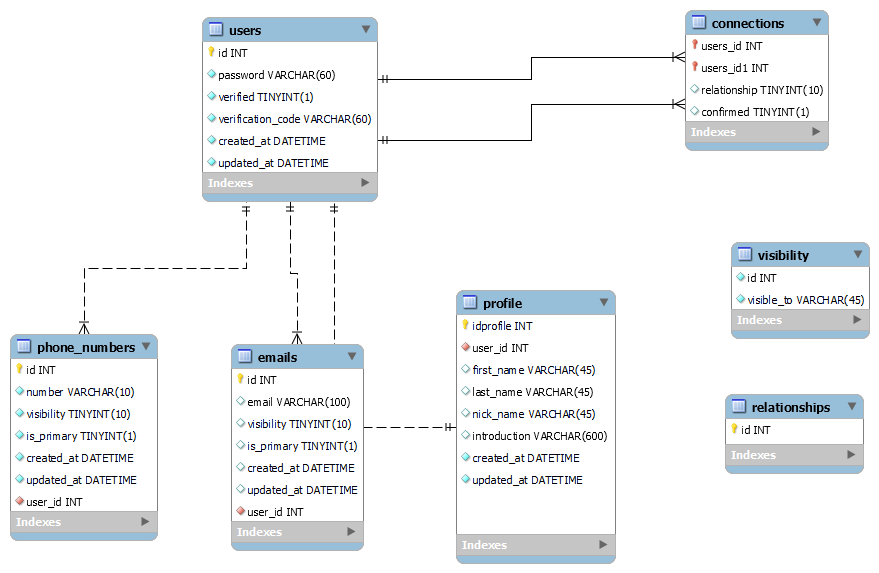 users
id INT
password VARCHAR(60)
verified TINYINT(1)
verification_code VARCHAR(60)
created_at DATETIME
updated_at DATETIME
Indexes
connections
users_id INT
users_id1 INT
relationship TINYINT(10)
confirmed TINYINT(1)
Indexes
visibility
id INT
visible_to VARCHAR(45)
Indexes
phone_numbers
id INT
number VARCHAR(10)
visibility TINYINT(10)
is_primary TINYINT(1)
created_at DATETIME
updated_at DATETIME
user_id INT
Indexes
emails
id INT
email VARCHAR(100)
visibility TINYINT(10)
is_primary TINYINT(1)
created_at DATETIME
updated_at DATETIME
user_id INT
Indexes
profile
idprofile INT
user_id INT
first_name VARCHAR(45)
last_name VARCHAR(45)
nick_name VARCHAR(45)
introduction VARCHAR(600)
created_at DATETIME
updated_at DATETIME
Indexes
relationships
id INT
Indexes